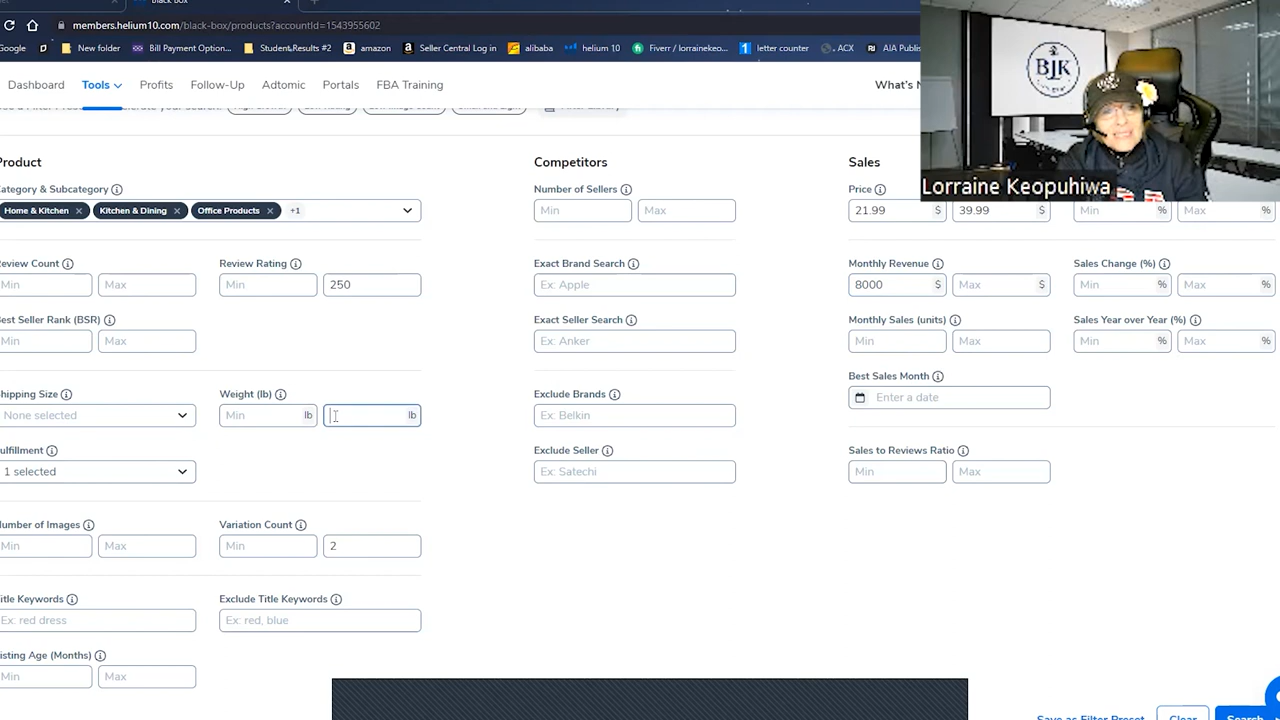 Black Box
members.helium10.com/black-box/products?accountId=1543955602
Google New folder Bill Payment Option... Student Results #2 amazon Seller Central Log in alibaba helium 10 Fiverr / lorrainekeo... letter counter ACX AIA Publis
Dashboard Tools Profits Follow-Up Adtomic Portals FBA Training What's N
BJK
Lorraine Keopuhiwa
Product Competitors Sales
Category & Subcategory Number of Sellers Price
Home & Kitchen Kitchen & Dining Office Products +1 Min Max 21.99 $ 39.99 $ Min % Max %
Review Count Review Rating Exact Brand Search Monthly Revenue Sales Change (%)
Min Max Min 250 Ex: Apple 8000 $ Max $ Min % Max %
Best Seller Rank (BSR) Exact Seller Search Monthly Sales (units) Sales Year over Year (%)
Min Max Ex: Anker Min Max Min % Max %
Best Sales Month
Shipping Size Weight (lb) Exclude Brands
Enter a date
None selected Min lb lb Ex: Belkin
Fulfillment Exclude Seller Sales to Reviews Ratio
1 selected Ex: Satechi Min Max
Number of Images Variation Count
Min Max Min 2
Title Keywords Exclude Title Keywords
Ex: red dress Ex: red, blue
Listing Age (Months)
Min Max
Save as Filter Preset Clear Search